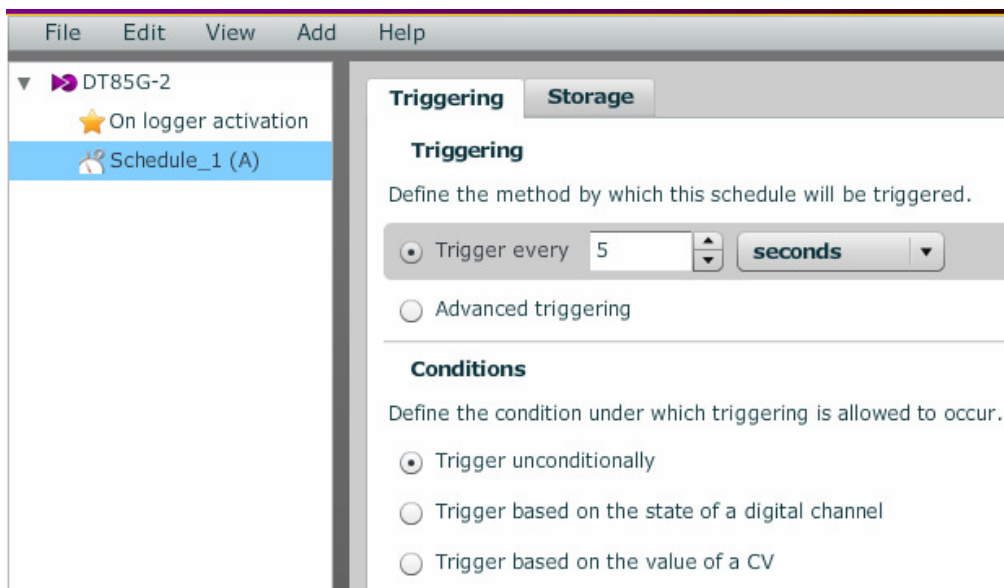 File Edit View Add Help
DT85G-2
On logger activation
Schedule_1 (A)
Triggering Storage
Triggering
Define the method by which this schedule will be triggered.
Trigger every 5 seconds
Advanced triggering
Conditions
Define the condition under which triggering is allowed to occur.
Trigger unconditionally
Trigger based on the state of a digital channel
Trigger based on the value of a CV